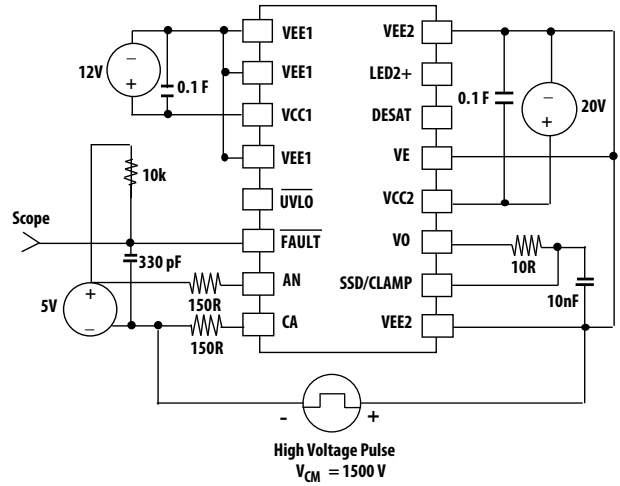 VEE1
VEE1
VCC1
VEE1
UVLO
FAULT
AN
CA
VEE2
LED2+
DESAT
VE
VCC2
VO
SSD/CLAMP
VEE2
12V
−
+
0.1 F
10k
Scope
330 pF
5V
+
−
150R
150R
0.1 F
−
+
20V
10R
10nF
- +
High Voltage Pulse
VCM = 1500 V